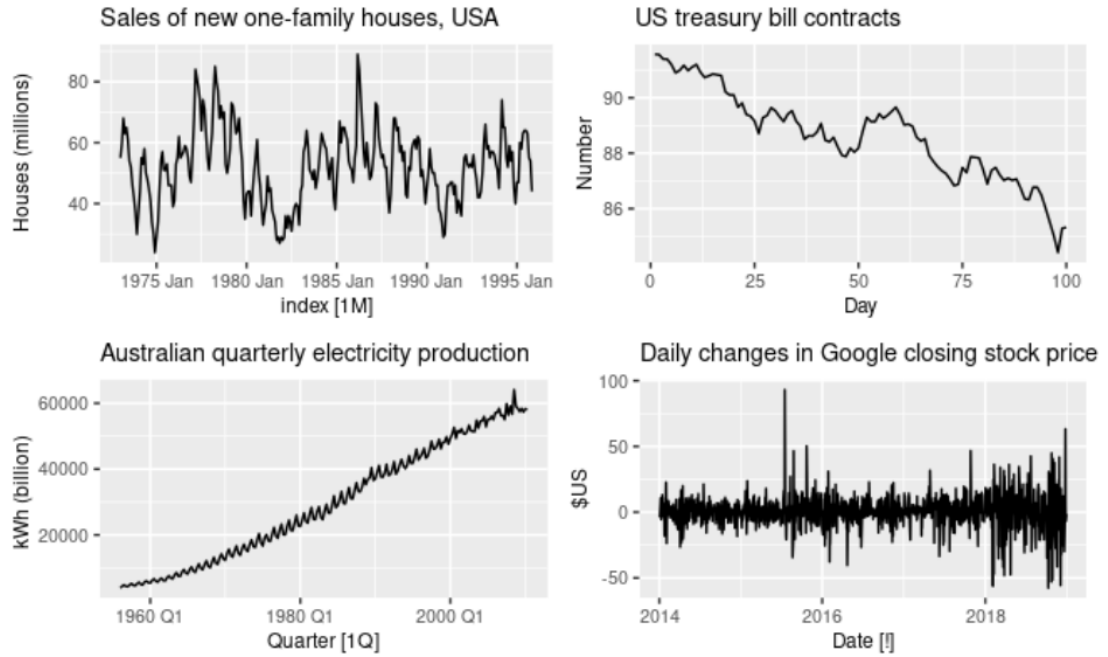 Sales of new one-family houses, USA
Houses (millions)
80
60
40
1975 Jan 1980 Jan 1985 Jan 1990 Jan 1995 Jan
index [1M]
US treasury bill contracts
Number
90
88
86
0 25 50 75 100
Day
Australian quarterly electricity production
kWh (billion)
60000
40000
20000
1960 Q1 1980 Q1 2000 Q1
Quarter [1Q]
Daily changes in Google closing stock price
$US
100
50
0
-50
2014 2016 2018
Date [!]